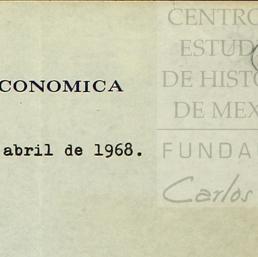 CENTRO
ESTUD
DE HISTO
DE MEX
CONOMICA
abril de 1968.
FUNDA
Carlos